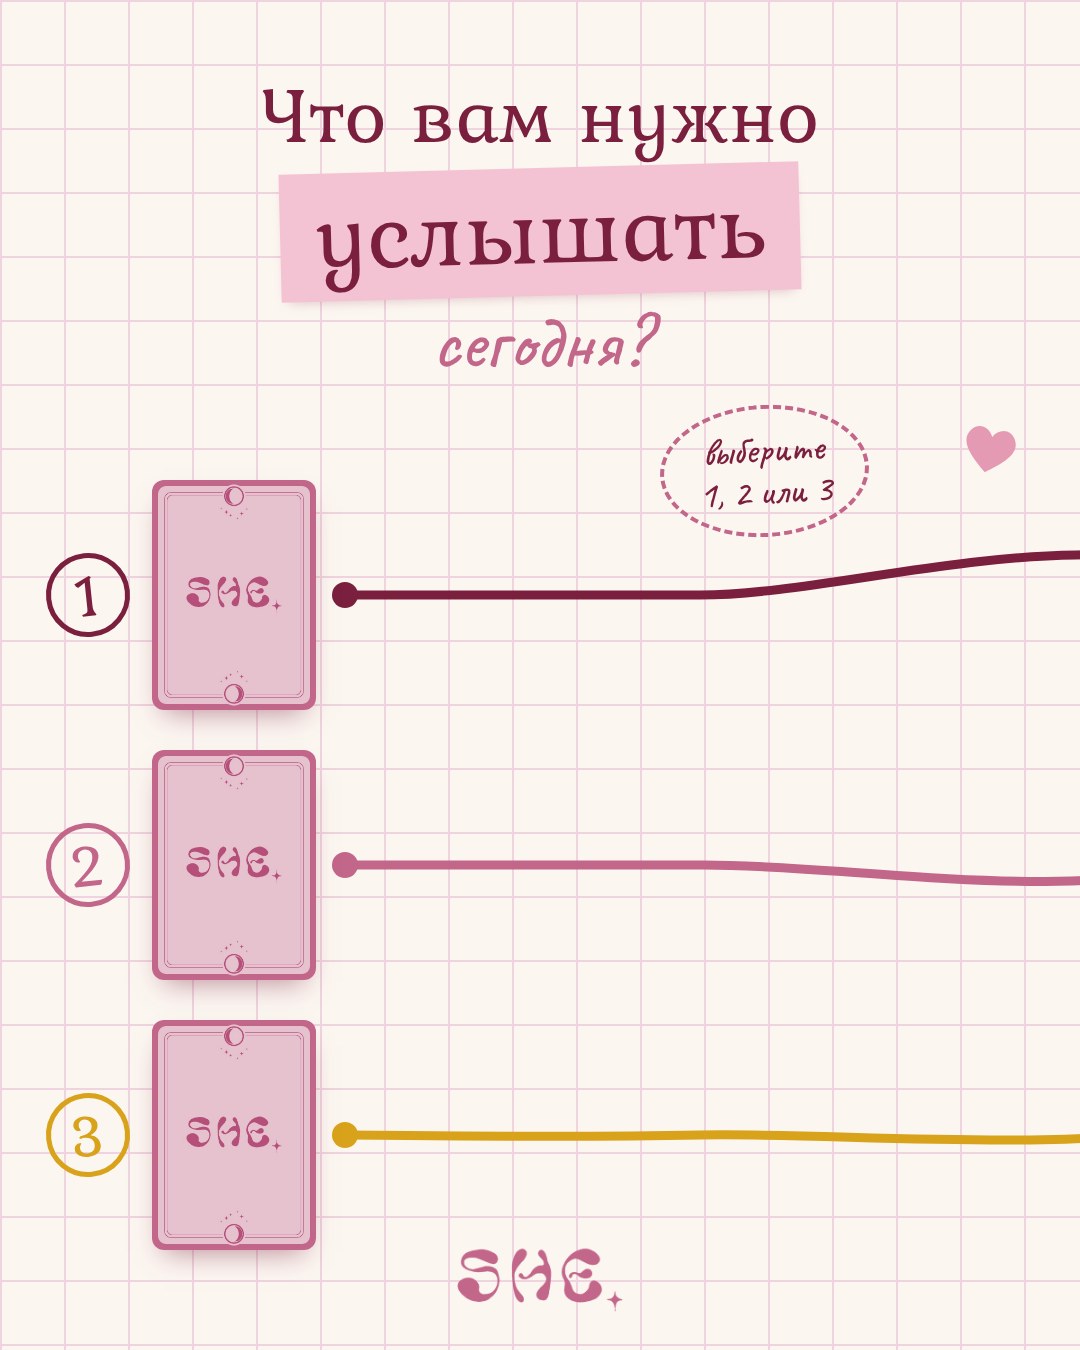 Что вам нужно
услышать
сегодня?
выберите
1, 2 или 3
1
SHE
2
SHE
3
SHE
SHE